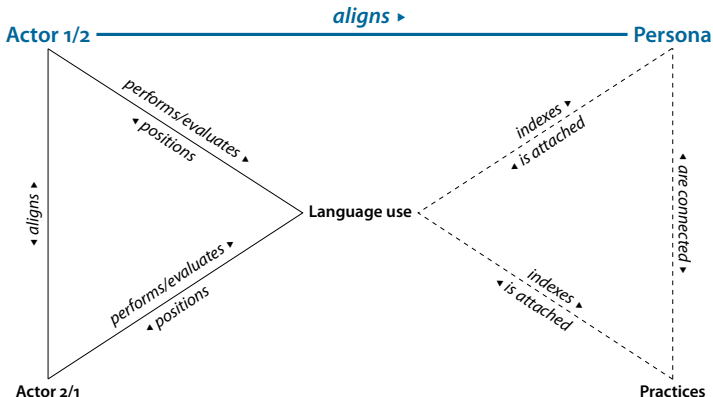 aligns ▸
Actor 1/2
Persona
performs/evaluates ▸
◂ positions
indexes ▸
◂ is attached
◂ aligns ▸
Language use
◂ are connected ▸
performs/evaluates ▸
◂ positions
indexes ▸
◂ is attached
Actor 2/1
Practices